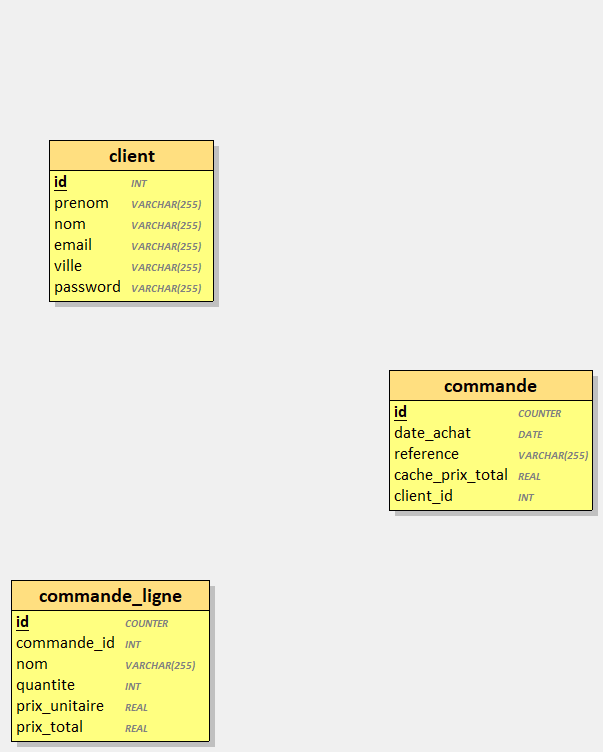 client
id INT
prenom VARCHAR(255)
nom VARCHAR(255)
email VARCHAR(255)
ville VARCHAR(255)
password VARCHAR(255)
commande
id COUNTER
date_achat DATE
reference VARCHAR(255)
cache_prix_total REAL
client_id INT
commande_ligne
id COUNTER
commande_id INT
nom VARCHAR(255)
quantite INT
prix_unitaire REAL
prix_total REAL